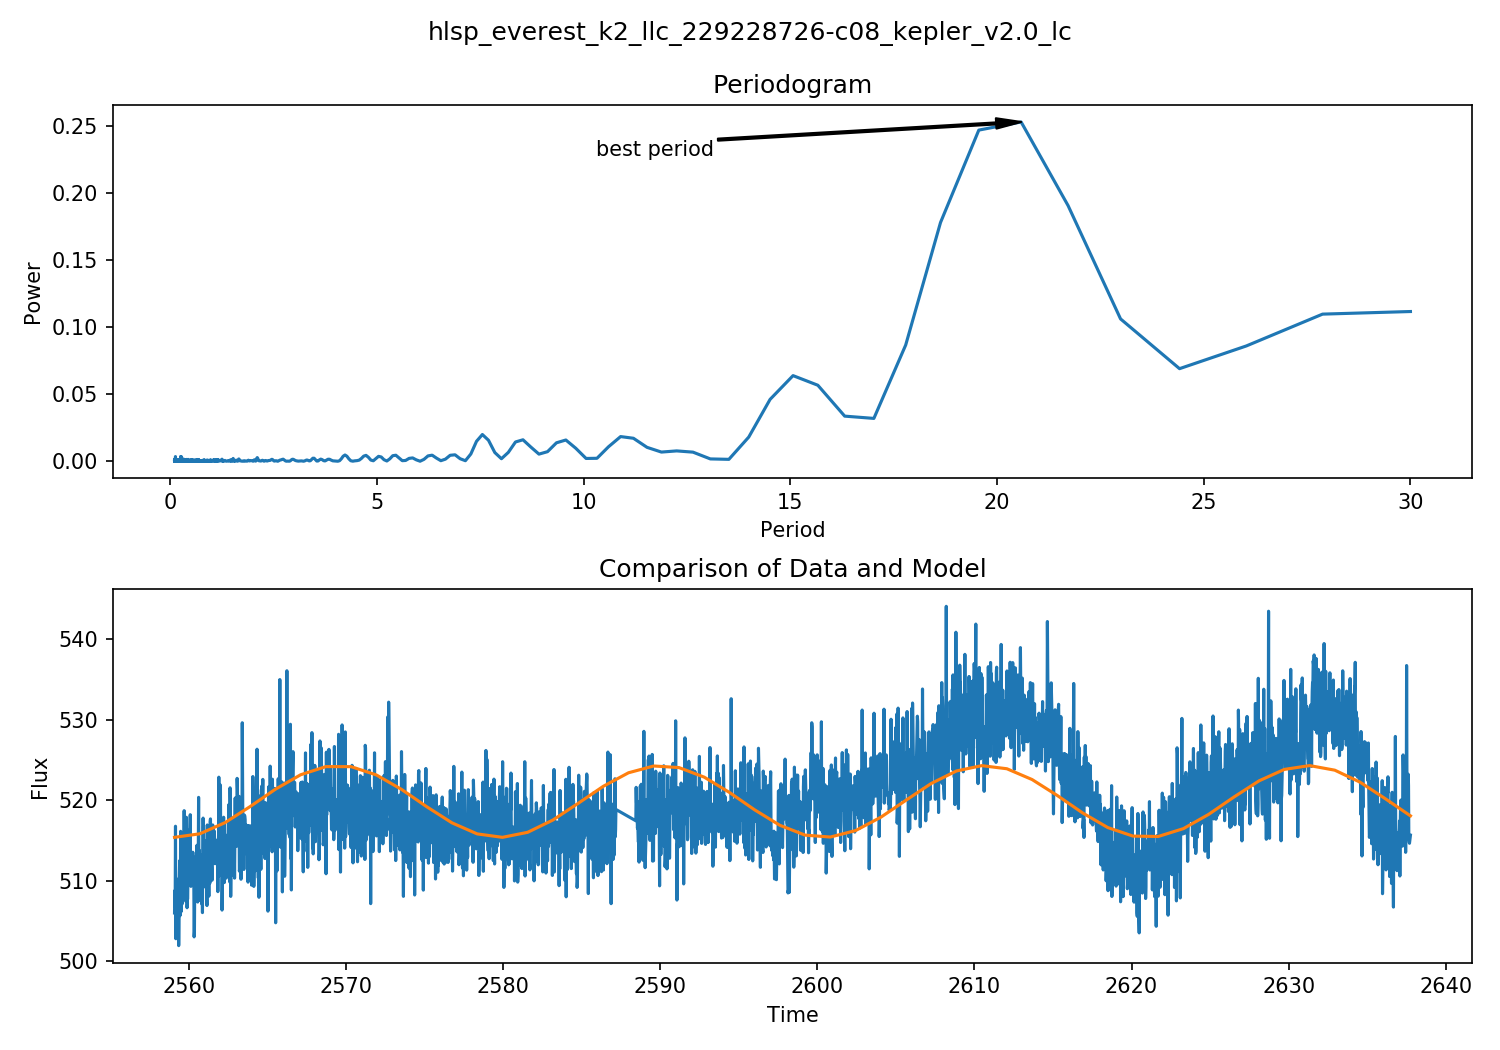 hlsp_everest_k2_llc_229228726-c08_kepler_v2.0_lc
Periodogram
0.25
0.20
0.15
0.10
0.05
0.00
Power
best period
0 5 10 15 20 25 30
Period
Comparison of Data and Model
540
530
520
510
500
Flux
2560 2570 2580 2590 2600 2610 2620 2630 2640
Time